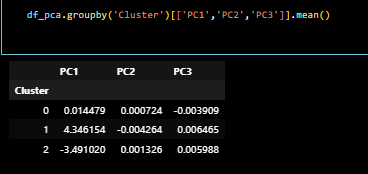 df_pca.groupby('Cluster')[['PC1','PC2','PC3']].mean()
PC1 PC2 PC3
Cluster
0 0.014479 0.000724 -0.003909
1 4.346154 -0.004264 0.006465
2 -3.491020 0.001326 0.005988